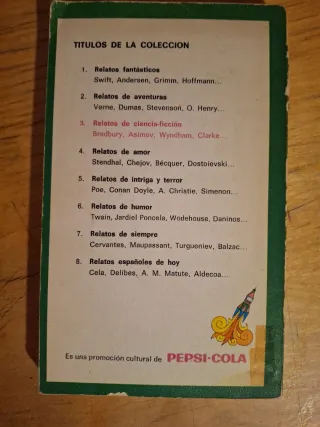 TITULOS DE LA COLECCION
1. Relatos fantásticos
Swift, Andersen, Grimm, Hoffmann...
2. Relatos de aventuras
Verne, Dumas, Stevenson, O. Henry...
3. Relatos de ciencia-ficción
Bradbury, Asimov, Wyndham, Clarke...
4. Relatos de amor
Stendhal, Chejov, Bécquer, Dostoievski...
5. Relatos de intriga y terror
Poe, Conan Doyle, A. Christie, Simenon...
6. Relatos de humor
Twain, Jardiel Poncela, Wodehouse, Daninos...
7. Relatos de siempre
Cervantes, Maupassant, Turgueniev, Balzac...
8. Relatos españoles de hoy
Cela, Delibes, A. M. Matute, Aldecoa...
Es una promoción cultural de PEPSI-COLA